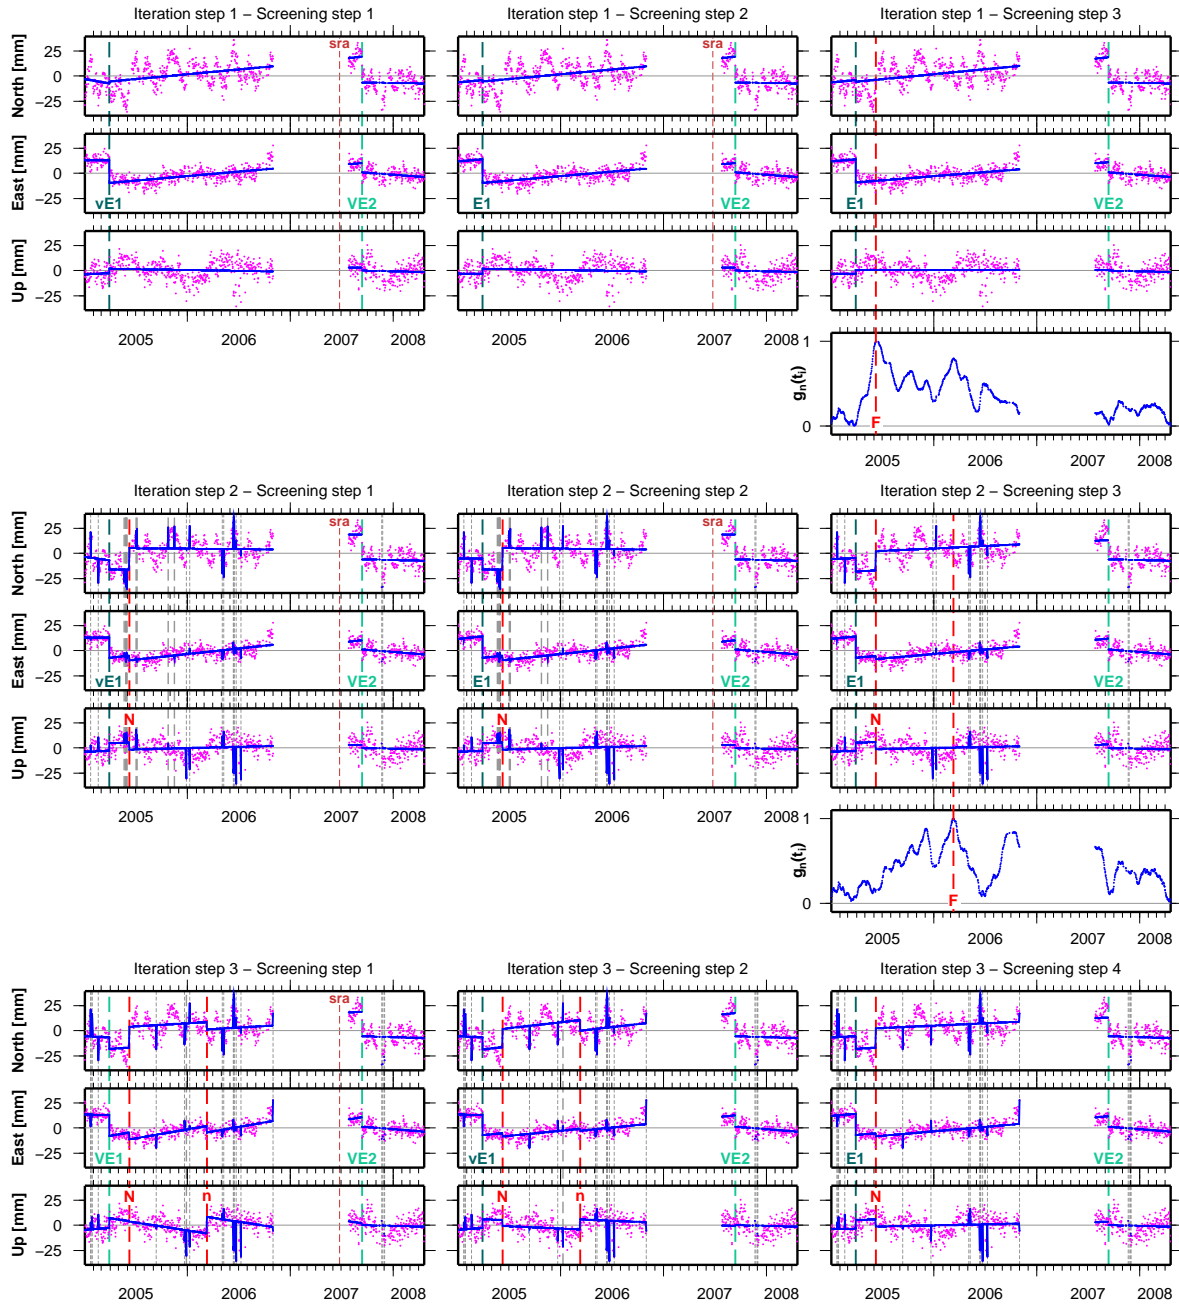 Iteration step 1 − Screening step 1
Iteration step 1 − Screening step 2
Iteration step 1 − Screening step 3
North [mm]
25
0
−25
sra
sra
East [mm]
25
0
−25
vE1
VE2
E1
VE2
E1
VE2
Up [mm]
25
0
−25
2005 2006 2007 2008
2005 2006 2007 2008
gn(ti)
1
0
F
2005 2006 2007 2008
Iteration step 2 − Screening step 1
Iteration step 2 − Screening step 2
Iteration step 2 − Screening step 3
North [mm]
25
0
−25
sra
sra
East [mm]
25
0
−25
vE1
VE2
E1
VE2
E1
VE2
Up [mm]
25
0
−25
N
N
N
2005 2006 2007 2008
2005 2006 2007 2008
gn(ti)
1
0
F
2005 2006 2007 2008
Iteration step 3 − Screening step 1
Iteration step 3 − Screening step 2
Iteration step 3 − Screening step 4
North [mm]
25
0
−25
sra
East [mm]
25
0
−25
VE1
VE2
vE1
VE2
E1
VE2
Up [mm]
25
0
−25
N
n
N
n
N
2005 2006 2007 2008
2005 2006 2007 2008
2005 2006 2007 2008